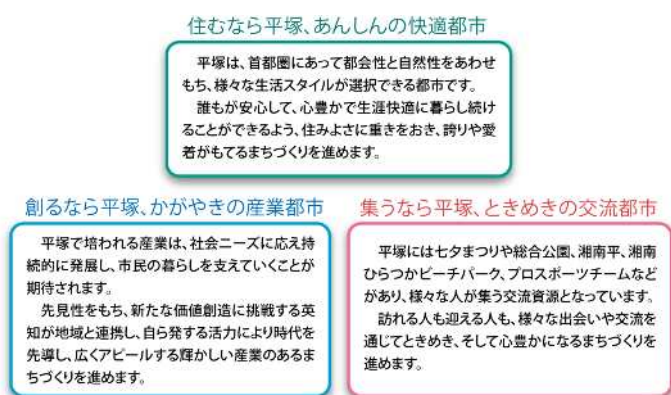 住むなら平塚、あんしんの快適都市
平塚は、首都圏にあって都会性と自然性をあわせ
もち、様々な生活スタイルが選択できる都市です。
誰もが安心して、心豊かで生涯快適に暮らし続け
ることができるよう、住みよさに重きをおき、誇りや愛
着がもてるまちづくりを進めます。
創るなら平塚、かがやきの産業都市
平塚で培われる産業は、社会ニーズに応え持
続的に発展し、市民の暮らしを支えていくことが
期待されます。
先見性をもち、新たな価値創造に挑戦する英
知が地域と連携し、自ら発する活力により時代を
先導し、広くアピールする輝かしい産業のあるま
ちづくりを進めます。
集うなら平塚、ときめきの交流都市
平塚には七夕まつりや総合公園、湘南平、湘南
ひらつかビーチパーク、プロスポーツチームなど
があり、様々な人が集う交流資源となっています。
訪れる人も迎える人も、様々な出会いや交流を
通じてときめき、そして心豊かになるまちづくりを
進めます。